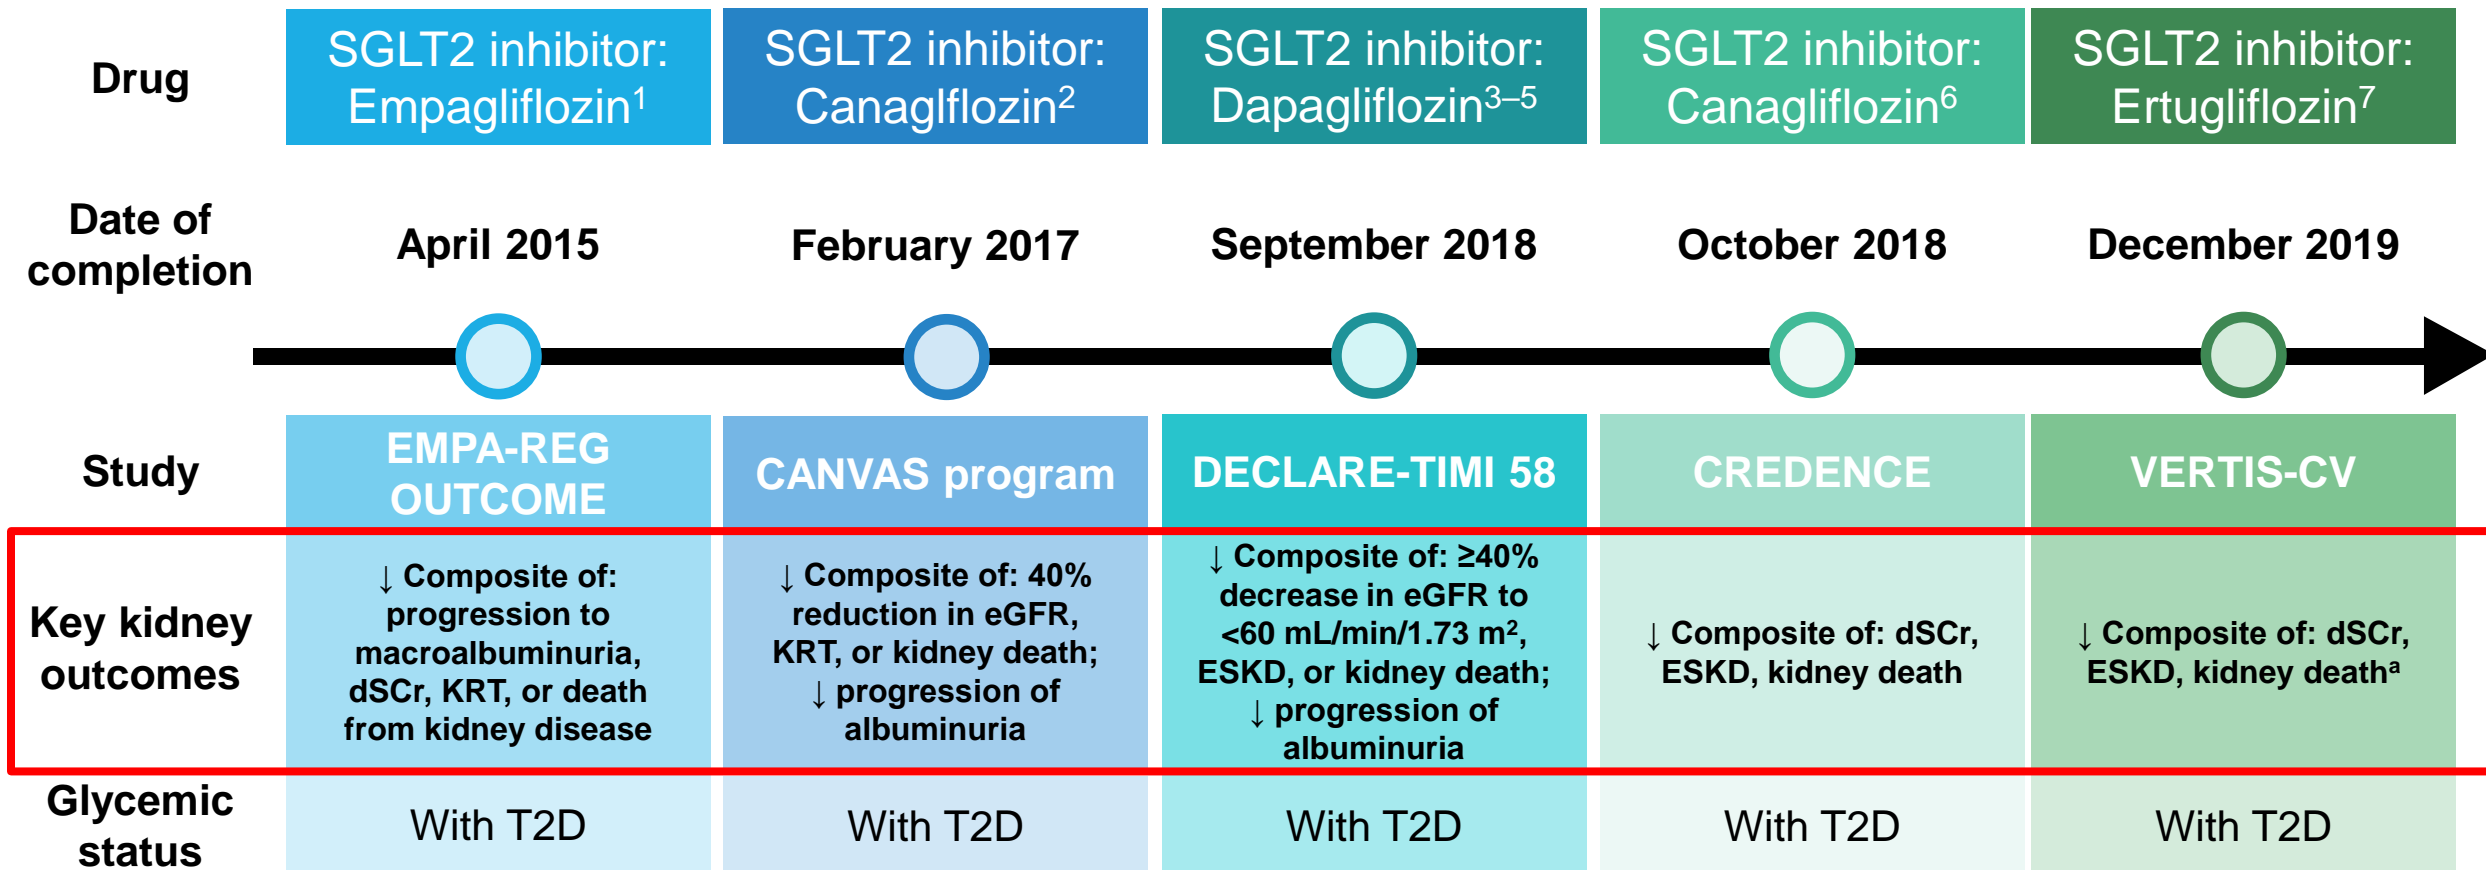 Drug
SGLT2 inhibitor:
Empagliflozin¹
SGLT2 inhibitor:
Canaglflozin²
SGLT2 inhibitor:
Dapagliflozin³⁻⁵
SGLT2 inhibitor:
Canagliflozin⁶
SGLT2 inhibitor:
Ertugliflozin⁷
Date of
completion
April 2015
February 2017
September 2018
October 2018
December 2019
Study
EMPA-REG
OUTCOME
CANVAS program
DECLARE-TIMI 58
CREDENCE
VERTIS-CV
Key kidney
outcomes
↓ Composite of:
progression to
macroalbuminuria,
dSCr, KRT, or death
from kidney disease
↓ Composite of: 40%
reduction in eGFR,
KRT, or kidney death;
↓ progression of
albuminuria
↓ Composite of: ≥40%
decrease in eGFR to
<60 mL/min/1.73 m²,
ESKD, or kidney death;
↓ progression of
albuminuria
↓ Composite of: dSCr,
ESKD, kidney death
↓ Composite of: dSCr,
ESKD, kidney deathᵃ
Glycemic
status
With T2D
With T2D
With T2D
With T2D
With T2D